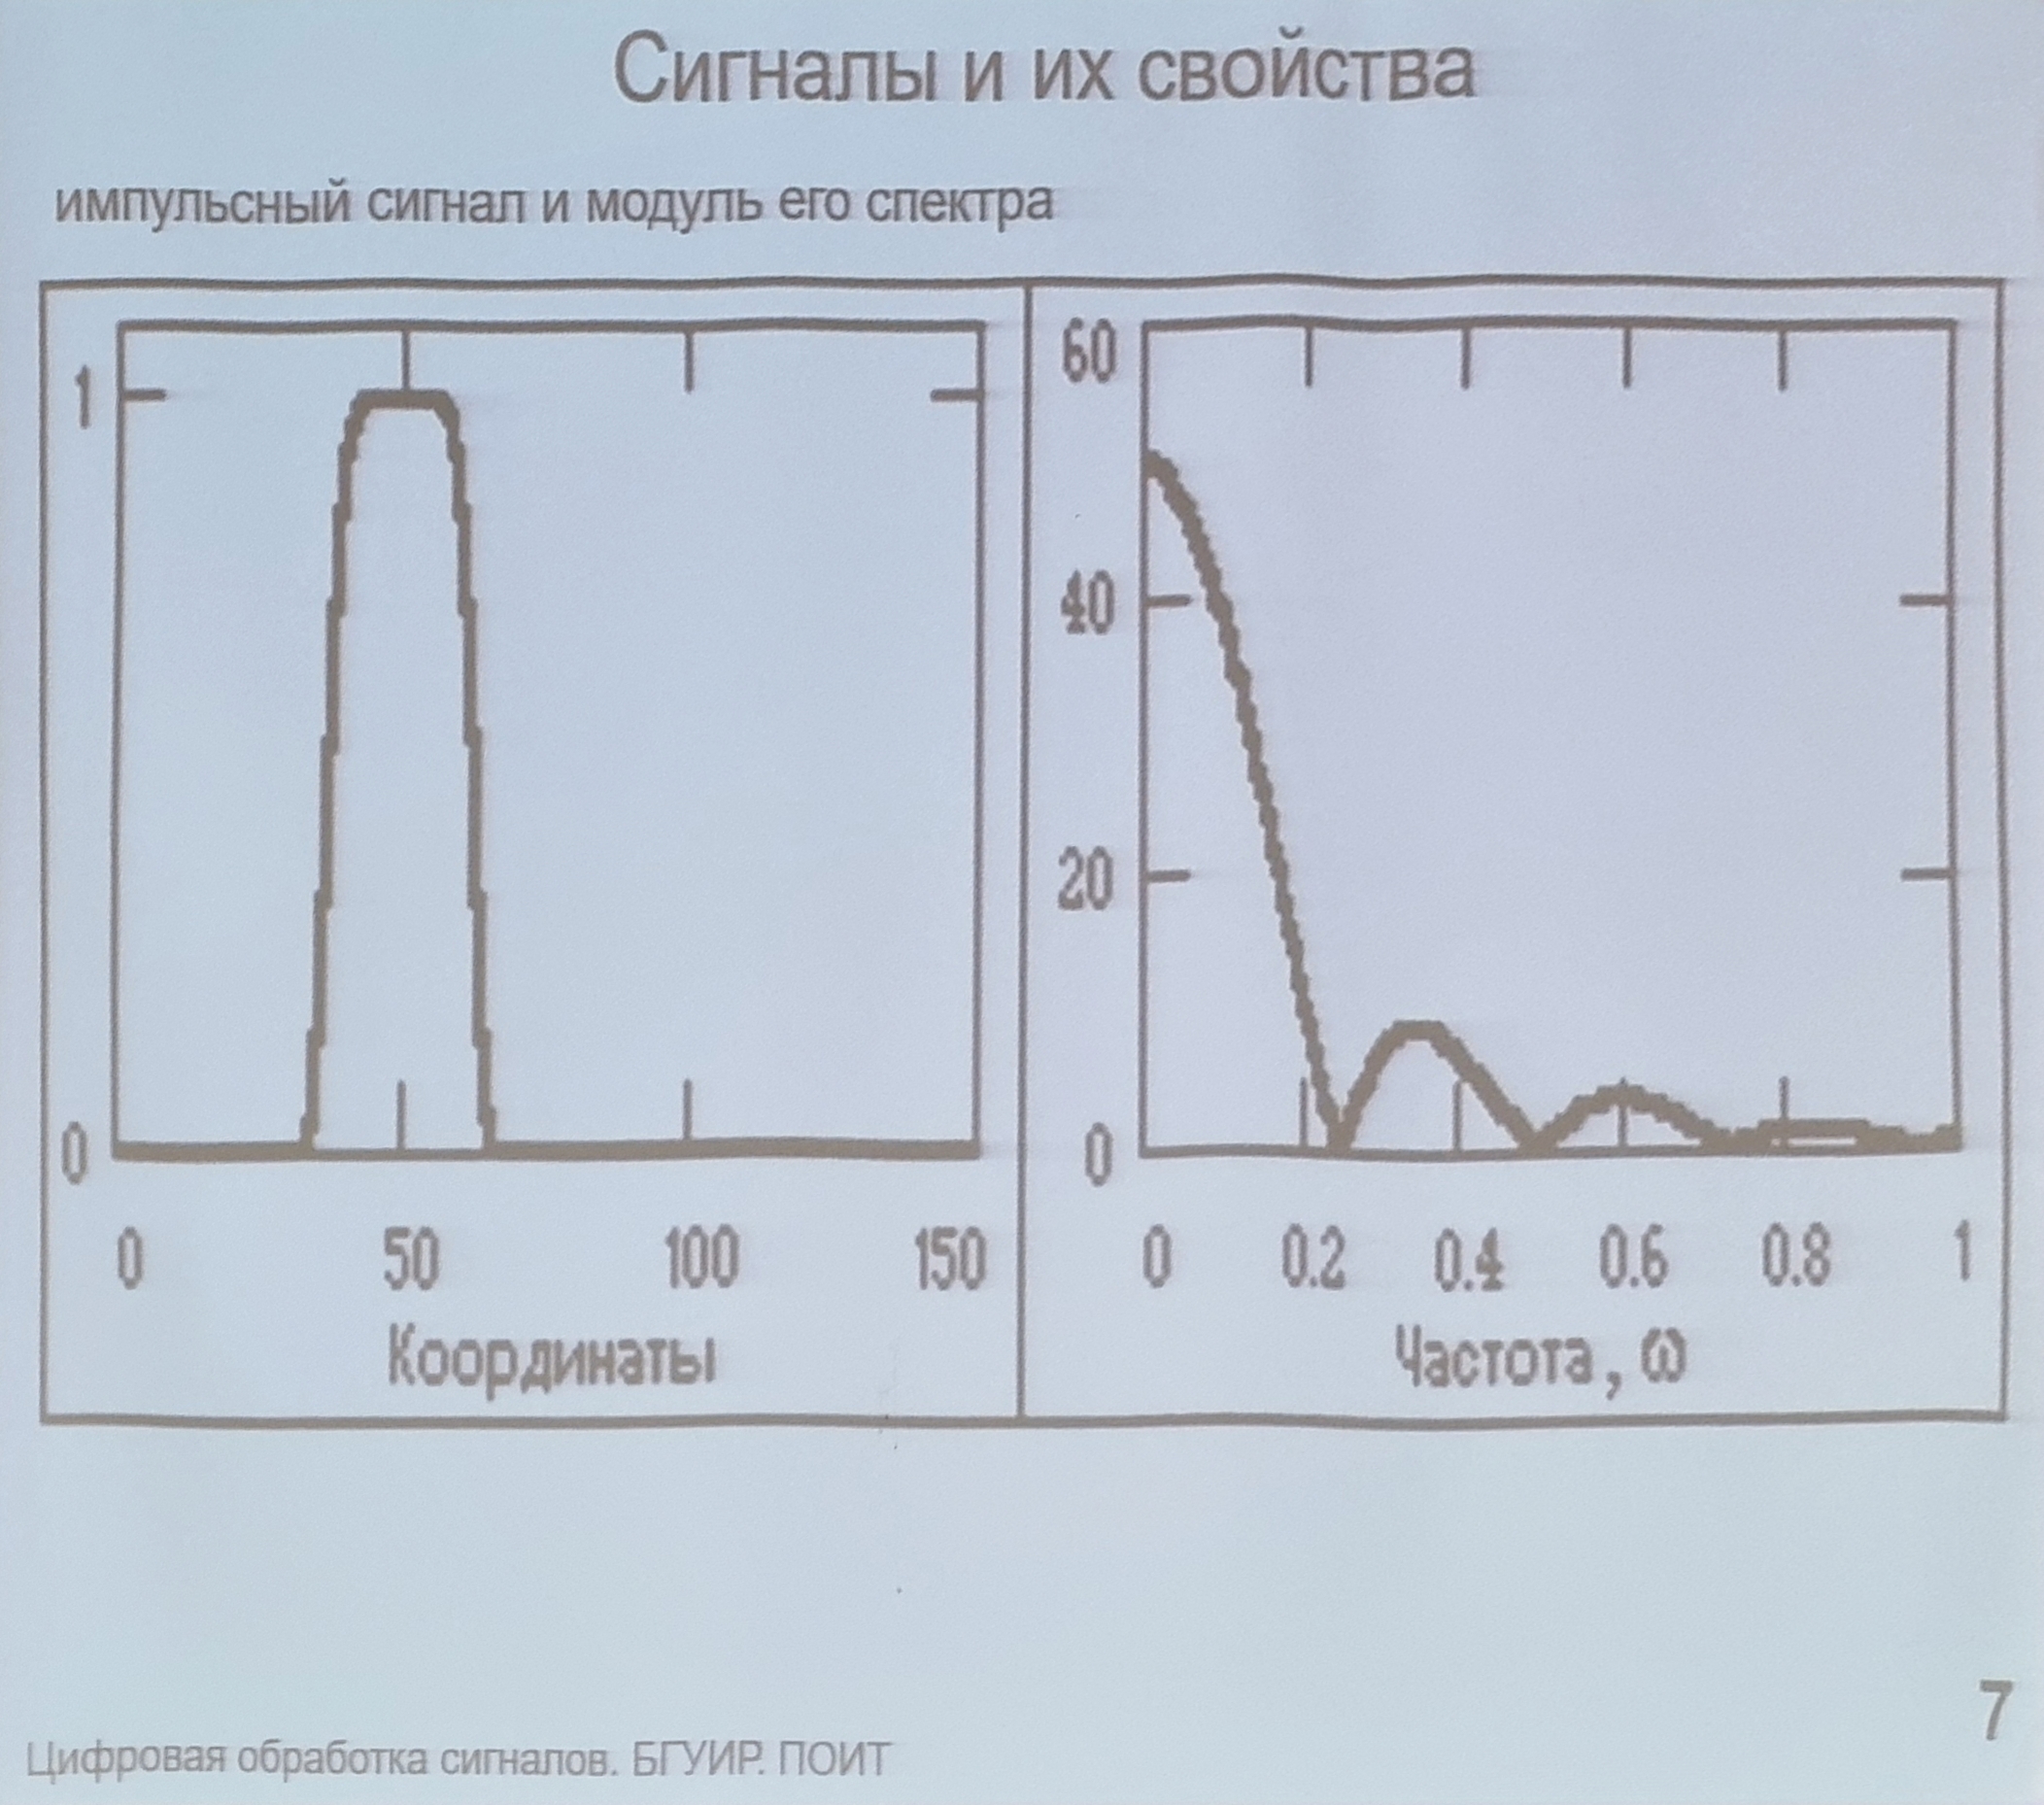 Сигналы и их свойства
импульсный сигнал и модуль его спектра
1
0
0 50 100 150
Координаты
60
40
20
0
0 0.2 0.4 0.6 0.8 1
Частота, ω
7
Цифровая обработка сигналов. БГУИР. ПОИТ